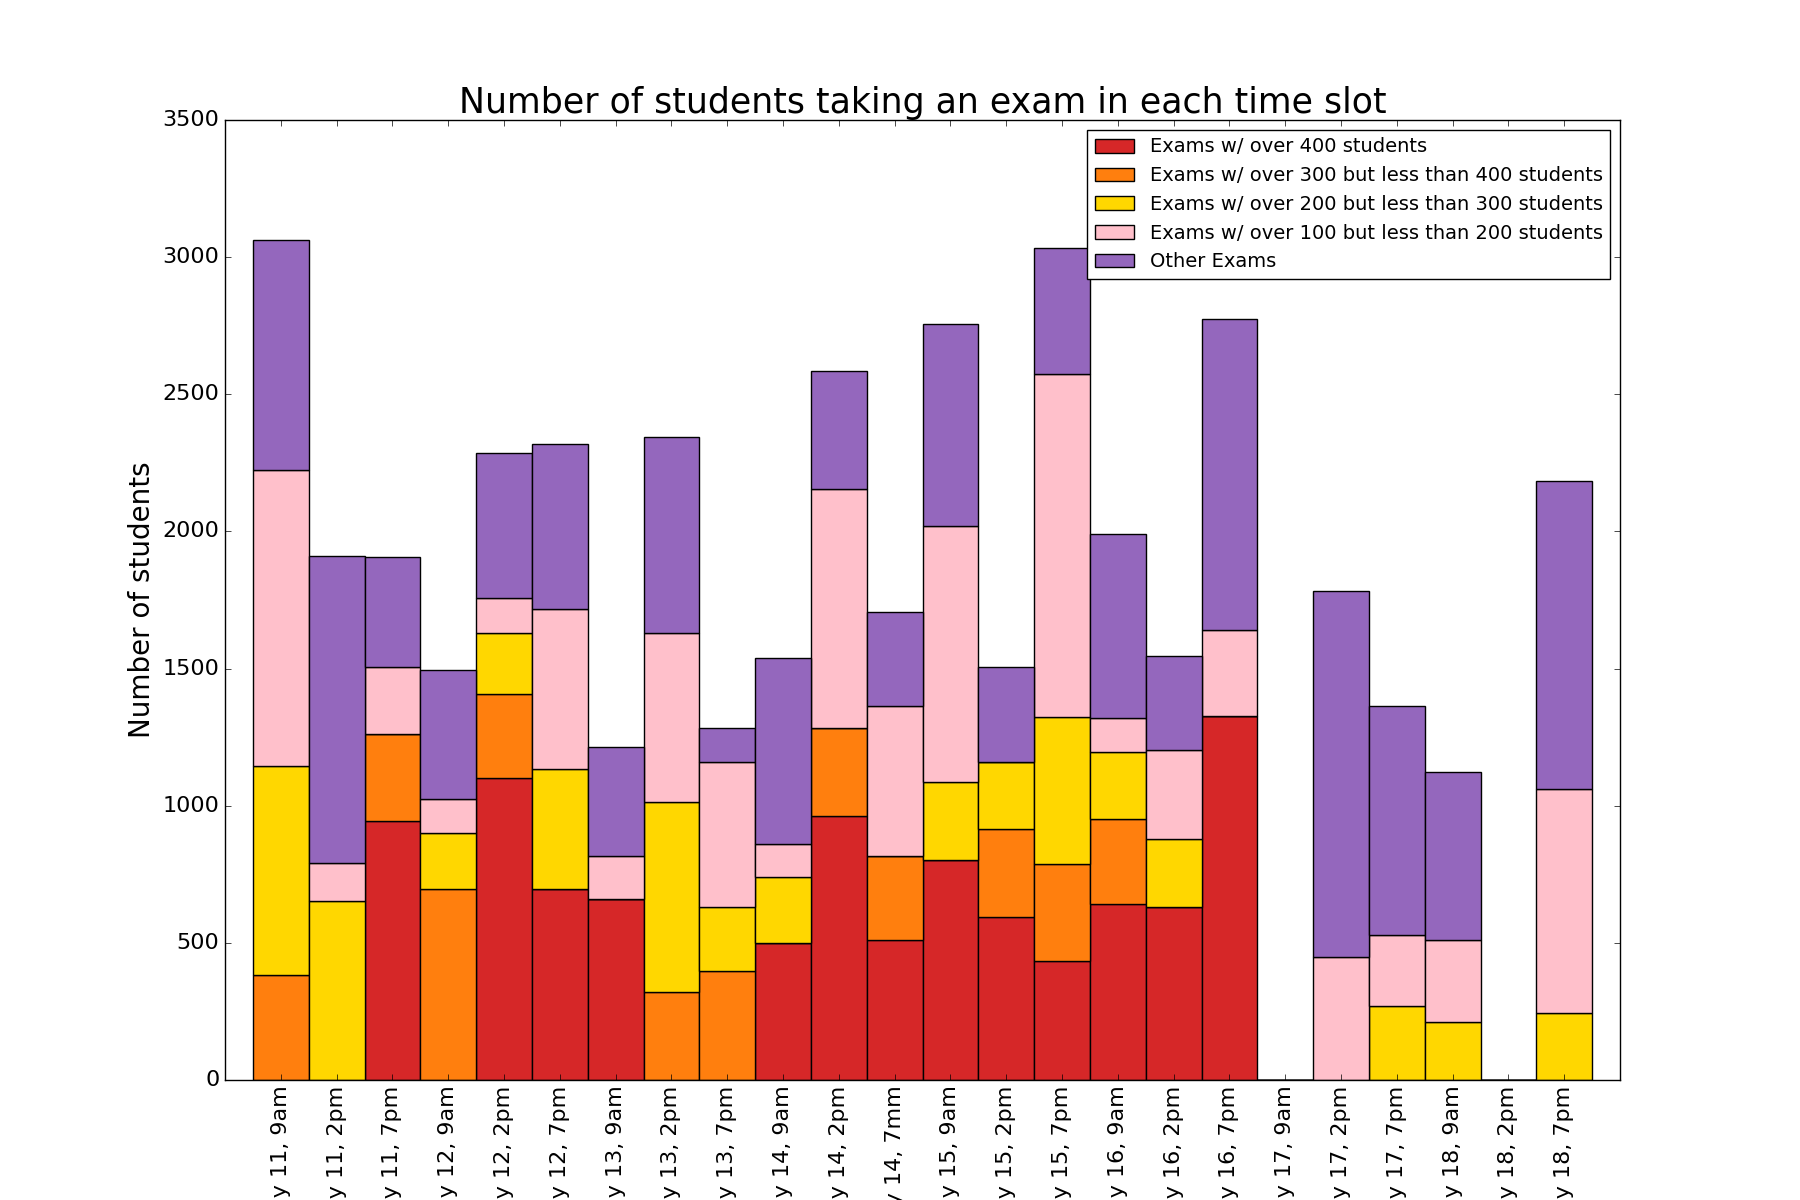 Number of students taking an exam in each time slot
Exams w/ over 400 students
Exams w/ over 300 but less than 400 students
Exams w/ over 200 but less than 300 students
Exams w/ over 100 but less than 200 students
Other Exams
Number of students
3500
3000
2500
2000
1500
1000
500
0
y 11, 9am
y 11, 2pm
y 11, 7pm
y 12, 9am
y 12, 2pm
y 12, 7pm
y 13, 9am
y 13, 2pm
y 13, 7pm
y 14, 9am
y 14, 2pm
y 14, 7mm
y 15, 9am
y 15, 2pm
y 15, 7pm
y 16, 9am
y 16, 2pm
y 16, 7pm
y 17, 9am
y 17, 2pm
y 17, 7pm
y 18, 9am
y 18, 2pm
y 18, 7pm